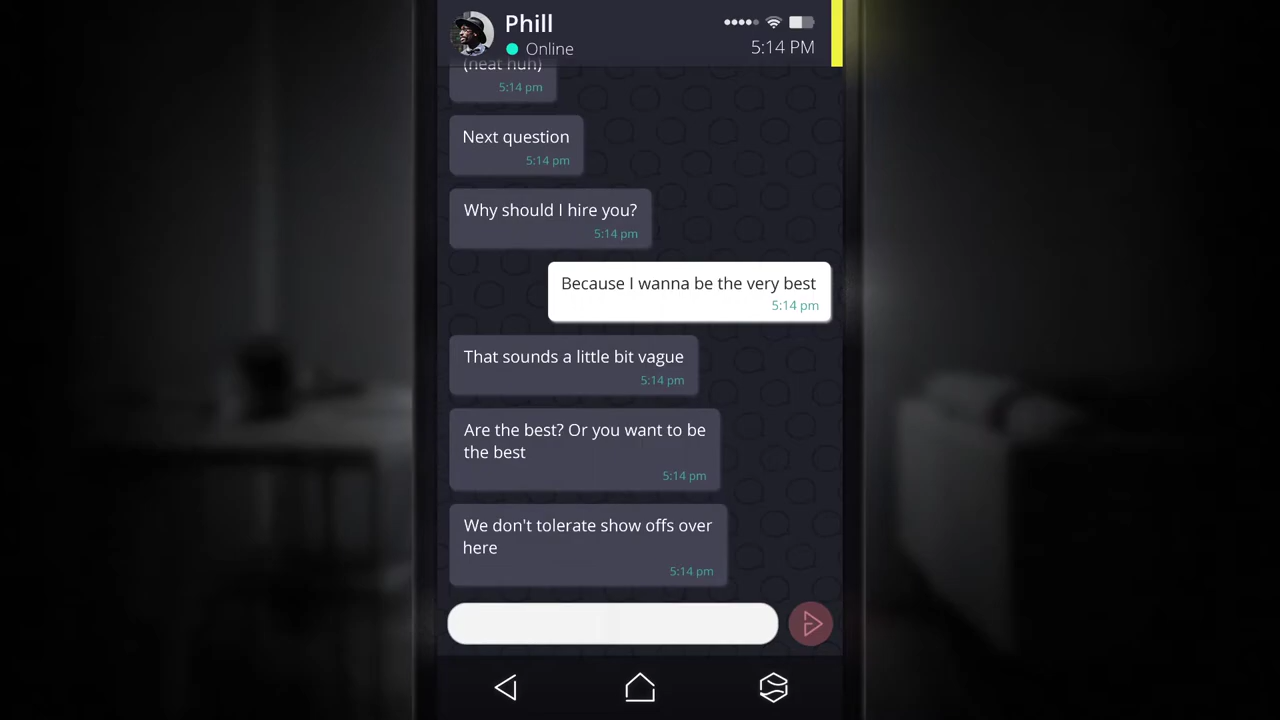 Phill
Online
5:14 PM
(neat huh)
5:14 pm
Next question
5:14 pm
Why should I hire you?
5:14 pm
Because I wanna be the very best
5:14 pm
That sounds a little bit vague
5:14 pm
Are the best? Or you want to be
the best
5:14 pm
We don't tolerate show offs over
here
5:14 pm